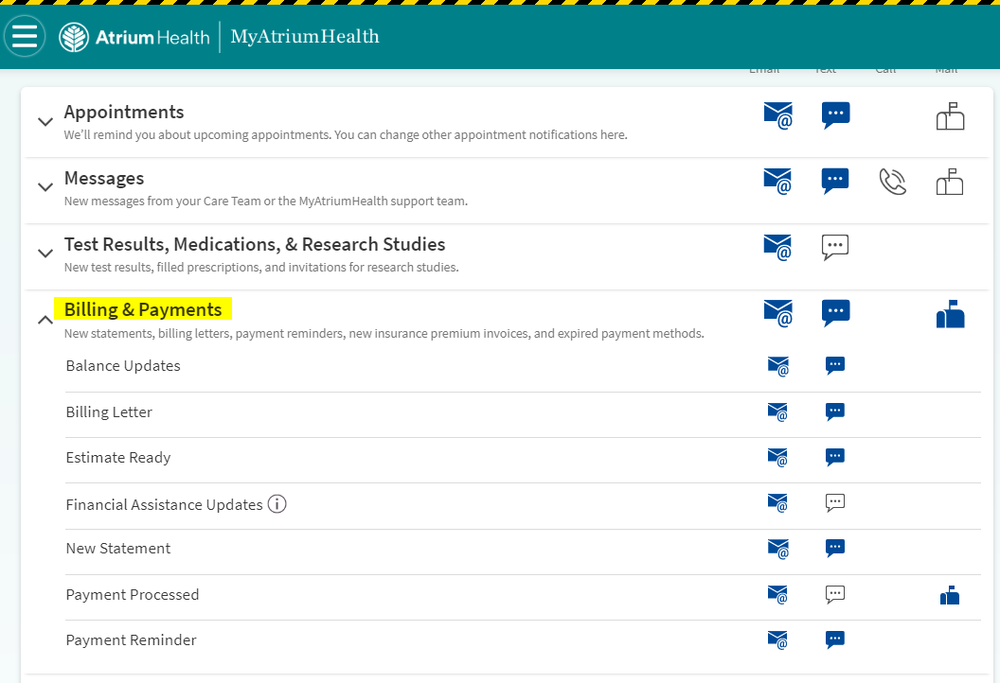 Atrium Health MyAtriumHealth
Email Text Call Mail
Appointments
We'll remind you about upcoming appointments. You can change other appointment notifications here.
Messages
New messages from your Care Team or the MyAtriumHealth support team.
Test Results, Medications, & Research Studies
New test results, filled prescriptions, and invitations for research studies.
Billing & Payments
New statements, billing letters, payment reminders, new insurance premium invoices, and expired payment methods.
Balance Updates
Billing Letter
Estimate Ready
Financial Assistance Updates
New Statement
Payment Processed
Payment Reminder